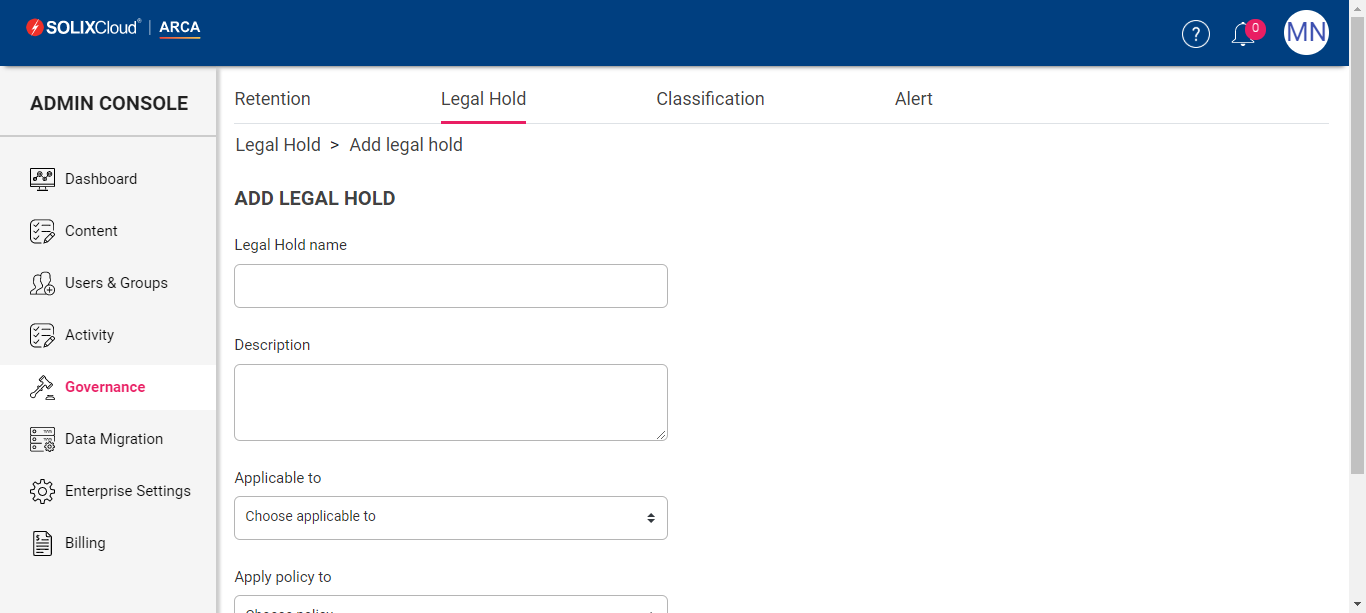 SOLIXCloud® | ARCA
?
0
MN
ADMIN CONSOLE
Dashboard
Content
Users & Groups
Activity
Governance
Data Migration
Enterprise Settings
Billing
Retention Legal Hold Classification Alert
Legal Hold > Add legal hold
ADD LEGAL HOLD
Legal Hold name
Description
Applicable to
Choose applicable to
Apply policy to
Choose policy